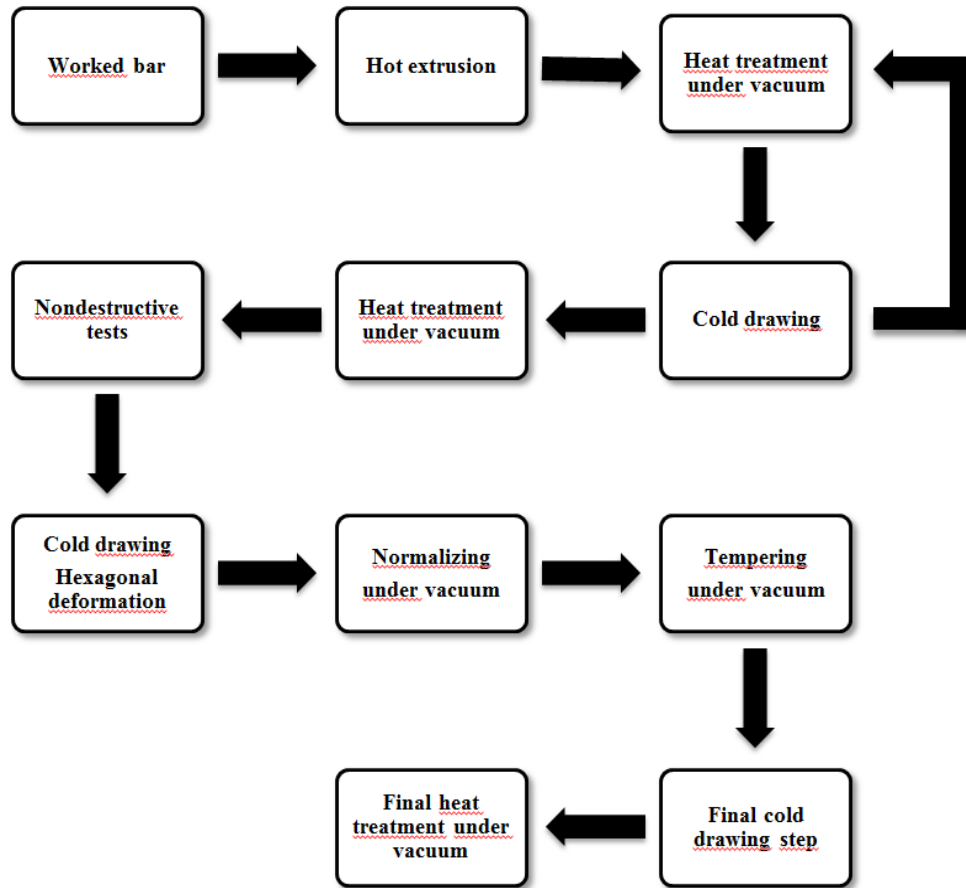 Worked bar
Hot extrusion
Heat treatment
under vacuum
Cold drawing
Heat treatment
under vacuum
Nondestructive
tests
Cold drawing
Hexagonal
deformation
Normalizing
under vacuum
Tempering
under vacuum
Final cold
drawing step
Final heat
treatment under
vacuum